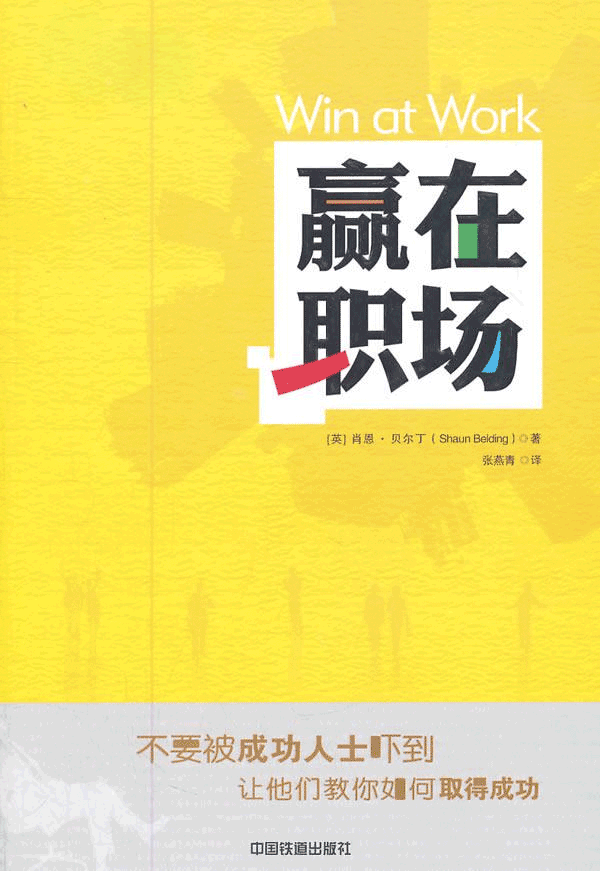 Win at Work
赢在
职场
[英] 肖恩·贝尔丁 ( Shaun Belding ) ◎ 著
张燕青 ◎ 译
不要被成功人士吓到
让他们教你如何取得成功
中国铁道出版社